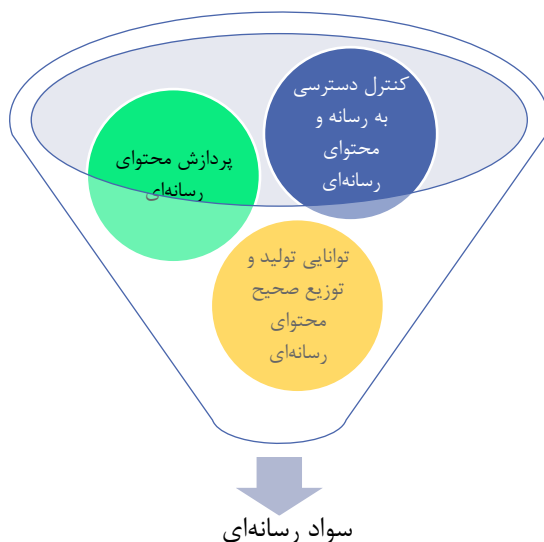 کنترل دسترسی
به رسانه و
محتوای
رسانه‌ای
پردازش محتوای
رسانه‌ای
توانایی تولید و
توزیع صحیح
محتوای
رسانه‌ای
سواد رسانه‌ای